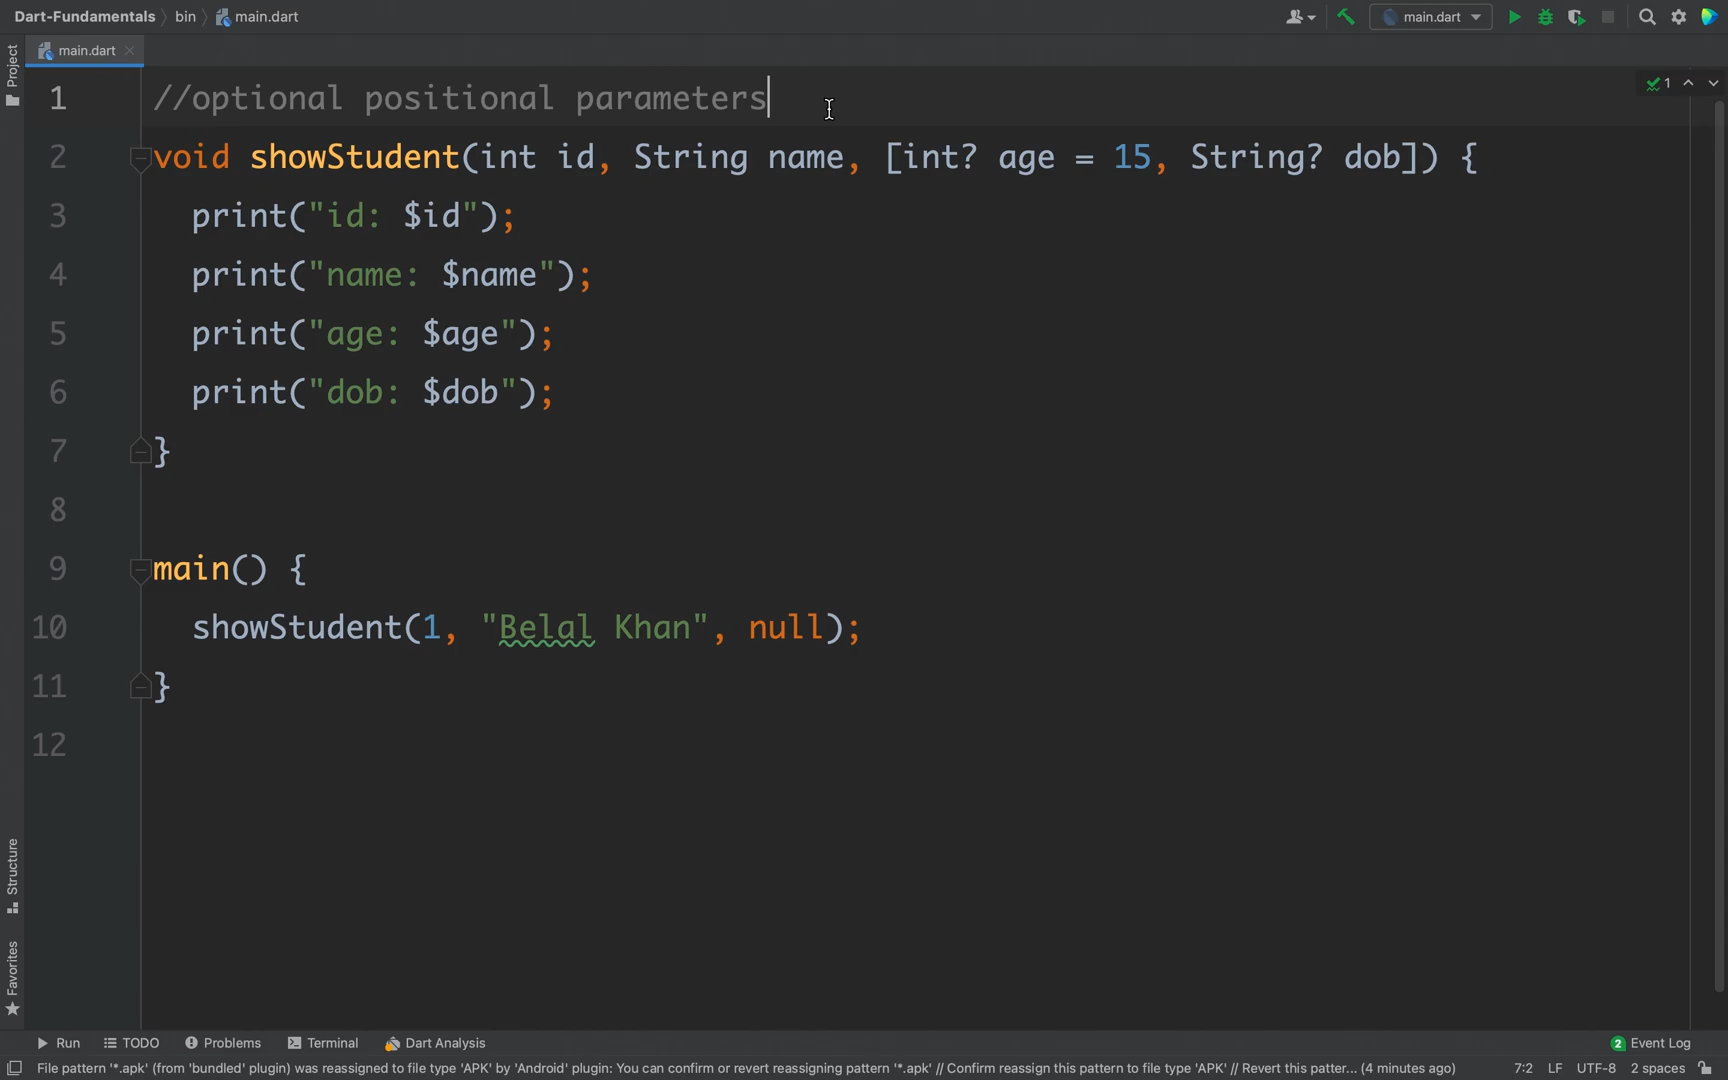 Dart-Fundamentals bin main.dart main.dart
Project
main.dart
1
1 //optional positional parameters
2 void showStudent(int id, String name, [int? age = 15, String? dob]) {
3 print("id: $id");
4 print("name: $name");
5 print("age: $age");
6 print("dob: $dob");
7 }
8
9 main() {
10 showStudent(1, "Belal Khan", null);
11 }
12
Structure
Favorites
Run TODO Problems Terminal Dart Analysis 2 Event Log
File pattern '*.apk' (from 'bundled' plugin) was reassigned to file type 'APK' by 'Android' plugin: You can confirm or revert reassigning pattern '*.apk' // Confirm reassign this pattern to file type 'APK' // Revert this patter... (4 minutes ago) 7:2 LF UTF-8 2 spaces